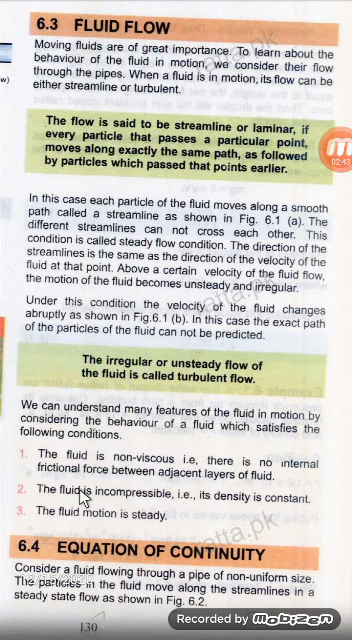 6.3 FLUID FLOW
Moving fluids are of great importance. To learn about the
behaviour of the fluid in motion, we consider their flow
through the pipes. When a fluid is in motion, its flow can be
either streamline or turbulent.
The flow is said to be streamline or laminar, if
every particle that passes a particular point,
moves along exactly the same path, as followed
by particles which passed that points earlier.
02:43
In this case each particle of the fluid moves along a smooth
path called a streamline as shown in Fig. 6.1 (a). The
different streamlines can not cross each other. This
condition is called steady flow condition. The direction of the
streamlines is the same as the direction of the velocity of the
fluid at that point. Above a certain velocity of the fluid flow,
the motion of the fluid becomes unsteady and irregular.
Under this condition the velocity of the fluid changes
abruptly as shown in Fig.6.1 (b). In this case the exact path
of the particles of the fluid can not be predicted.
The irregular or unsteady flow of
the fluid is called turbulent flow.
We can understand many features of the fluid in motion by
considering the behaviour of a fluid which satisfies the
following conditions.
1. The fluid is non-viscous i.e, there is no internal
frictional force between adjacent layers of fluid.
2. The fluid is incompressible, i.e., its density is constant.
3. The fluid motion is steady.
6.4 EQUATION OF CONTINUITY
Consider a fluid flowing through a pipe of non-uniform size.
The particles in the fluid move along the streamlines in a
steady state flow as shown in Fig. 6.2.
130
Recorded by Mobizen